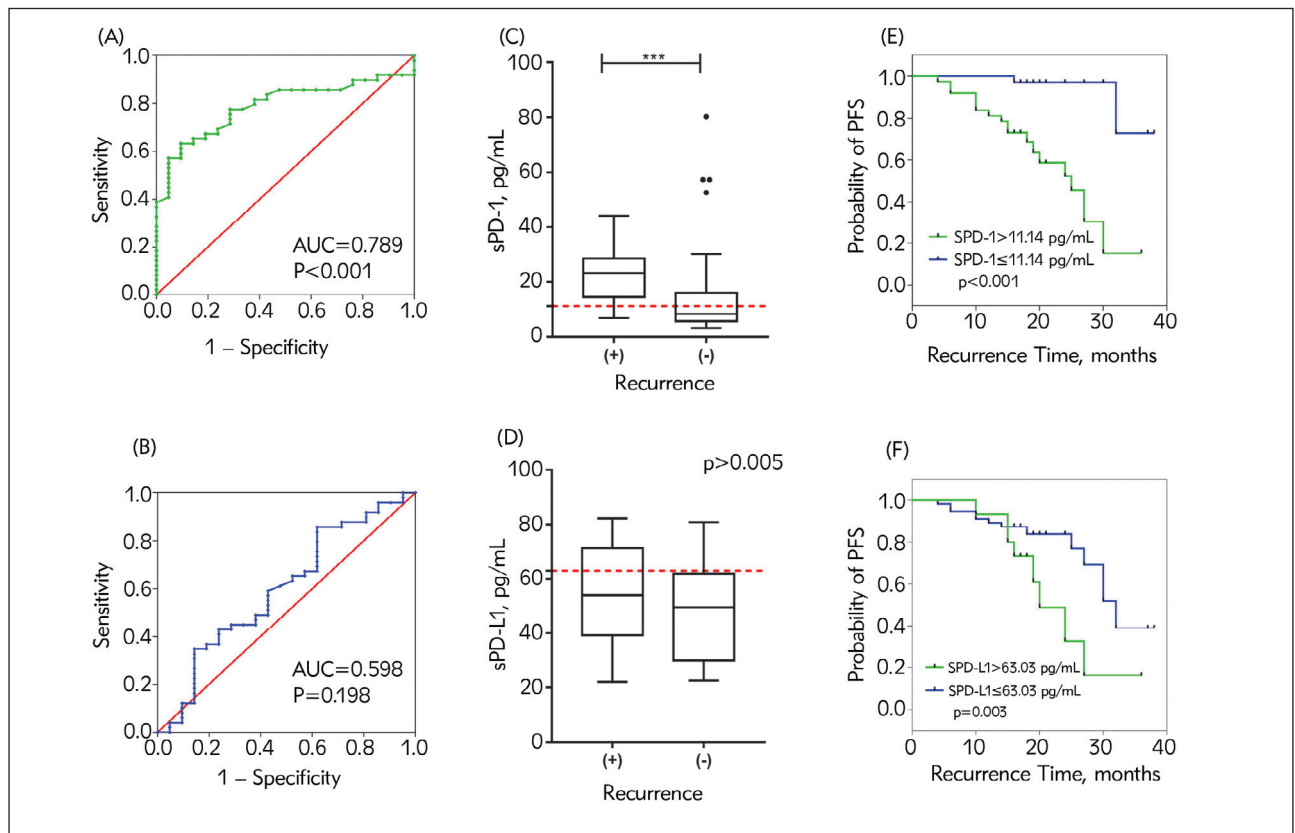 (A)
1.0
0.8
0.6
0.4
0.2
0.0
Sensitivity
AUC=0.789
P<0.001
0.0 0.2 0.4 0.6 0.8 1.0
1 – Specificity
(C)
100
80
60
40
20
0
sPD-1, pg/mL
***
(+) (-)
Recurrence
(E)
1.0
0.8
0.6
0.4
0.2
0.0
Probability of PFS
SPD-1>11.14 pg/mL
SPD-1≤11.14 pg/mL
p<0.001
0 10 20 30 40
Recurrence Time, months
(B)
1.0
0.8
0.6
0.4
0.2
0.0
Sensitivity
AUC=0.598
P=0.198
0.0 0.2 0.4 0.6 0.8 1.0
1 – Specificity
(D)
p>0.005
100
80
60
40
20
0
sPD-L1, pg/mL
(+) (-)
Recurrence
(F)
1.0
0.8
0.6
0.4
0.2
0.0
Probability of PFS
SPD-L1>63.03 pg/mL
SPD-L1≤63.03 pg/mL
p=0.003
0 10 20 30 40
Recurrence Time, months